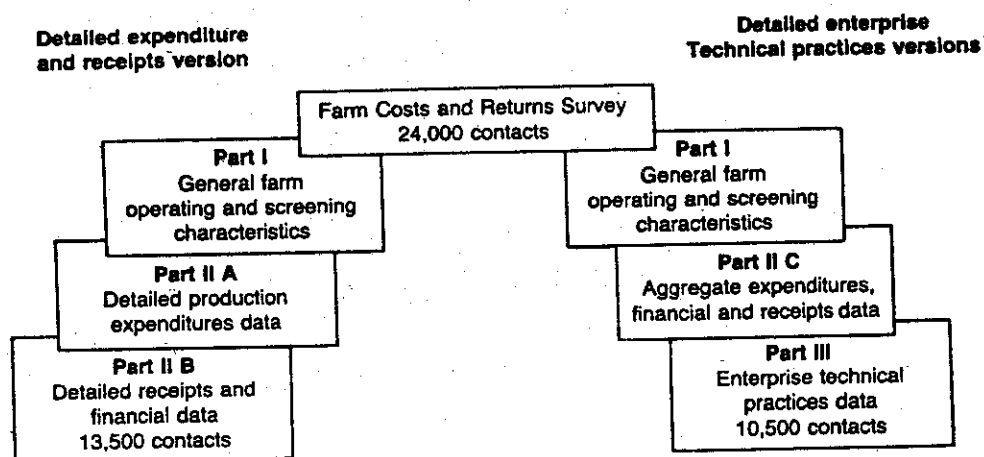 Detailed expenditure
and receipts version
Detailed enterprise
Technical practices versions
Farm Costs and Returns Survey
24,000 contacts
Part I
General farm
operating and screening
characteristics
Part I
General farm
operating and screening
characteristics
Part II A
Detailed production
expenditures data
Part II C
Aggregate expenditures,
financial and receipts data
Part II B
Detailed receipts and
financial data
13,500 contacts
Part III
Enterprise technical
practices data
10,500 contacts